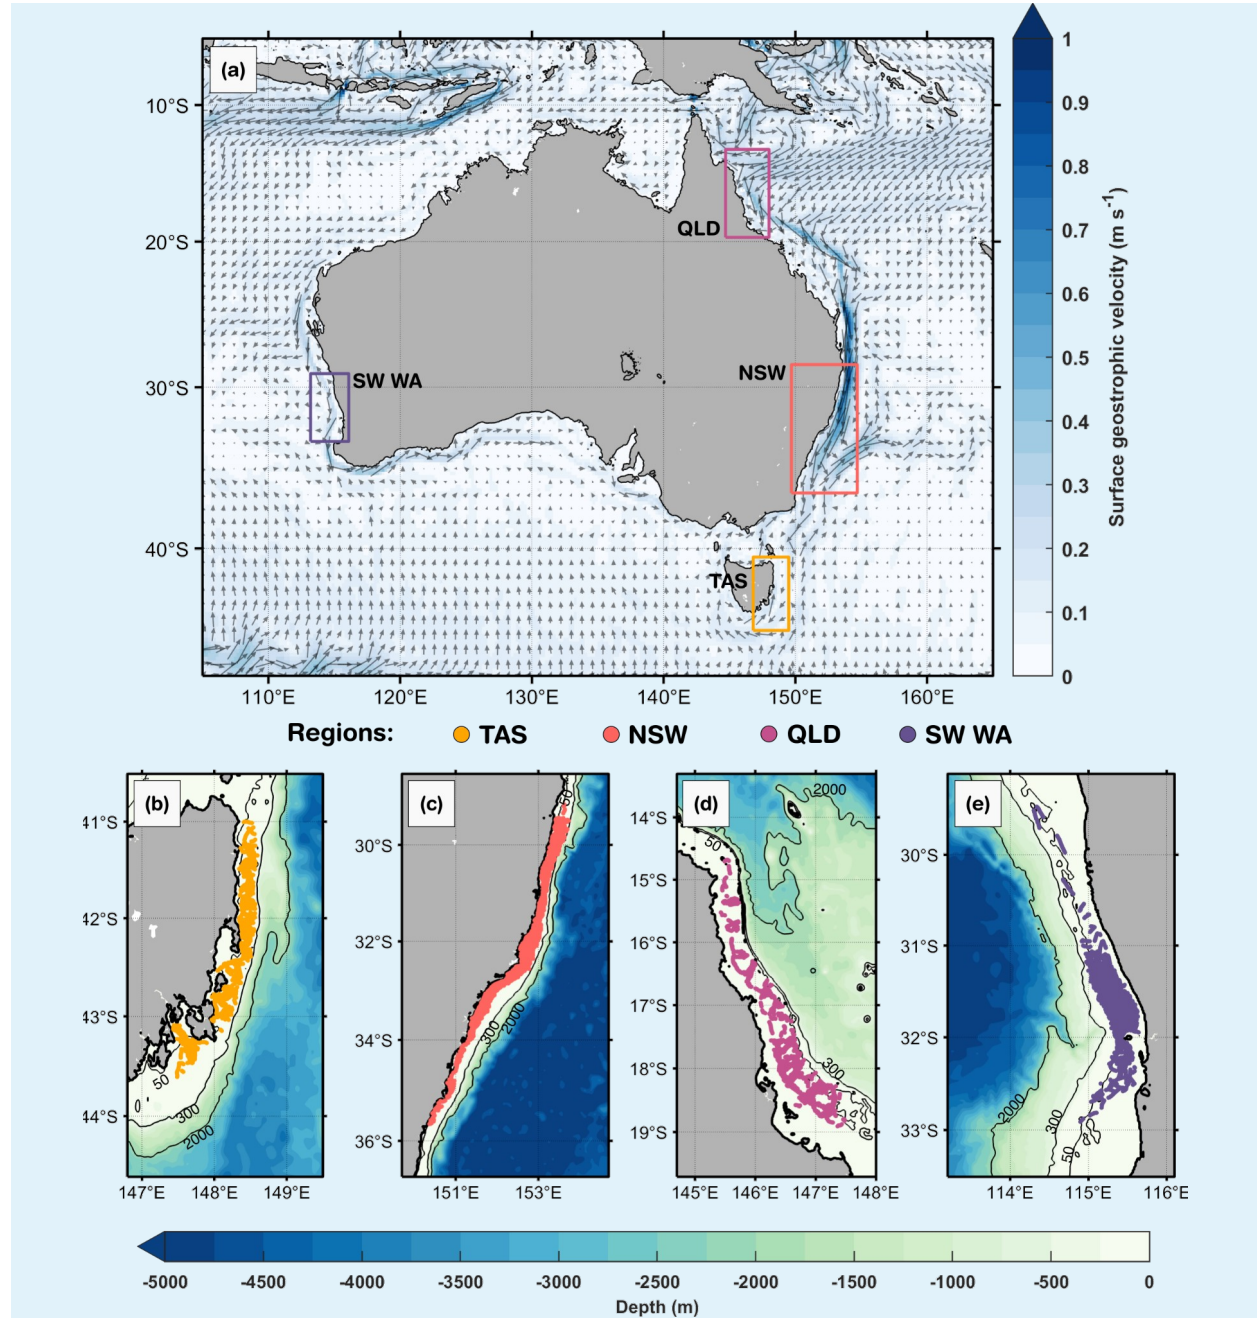 (a)
10°S
20°S
30°S
40°S
QLD
SW WA
NSW
TAS
110°E 120°E 130°E 140°E 150°E 160°E
1
0.9
0.8
0.7
0.6
0.5
0.4
0.3
0.2
0.1
0
Surface geostrophic velocity (m s-1)
Regions: TAS NSW QLD SW WA
(b)
41°S
42°S
43°S
44°S
50
300
2000
147°E 148°E 149°E
(c)
50
30°S
32°S
34°S
36°S
300
2000
151°E 153°E
(d)
2000
14°S
50
15°S
16°S
17°S
18°S
19°S
300
145°E 146°E 147°E 148°E
(e)
30°S
31°S
32°S
33°S
2000
300
50
114°E 115°E 116°E
-5000 -4500 -4000 -3500 -3000 -2500 -2000 -1500 -1000 -500 0
Depth (m)